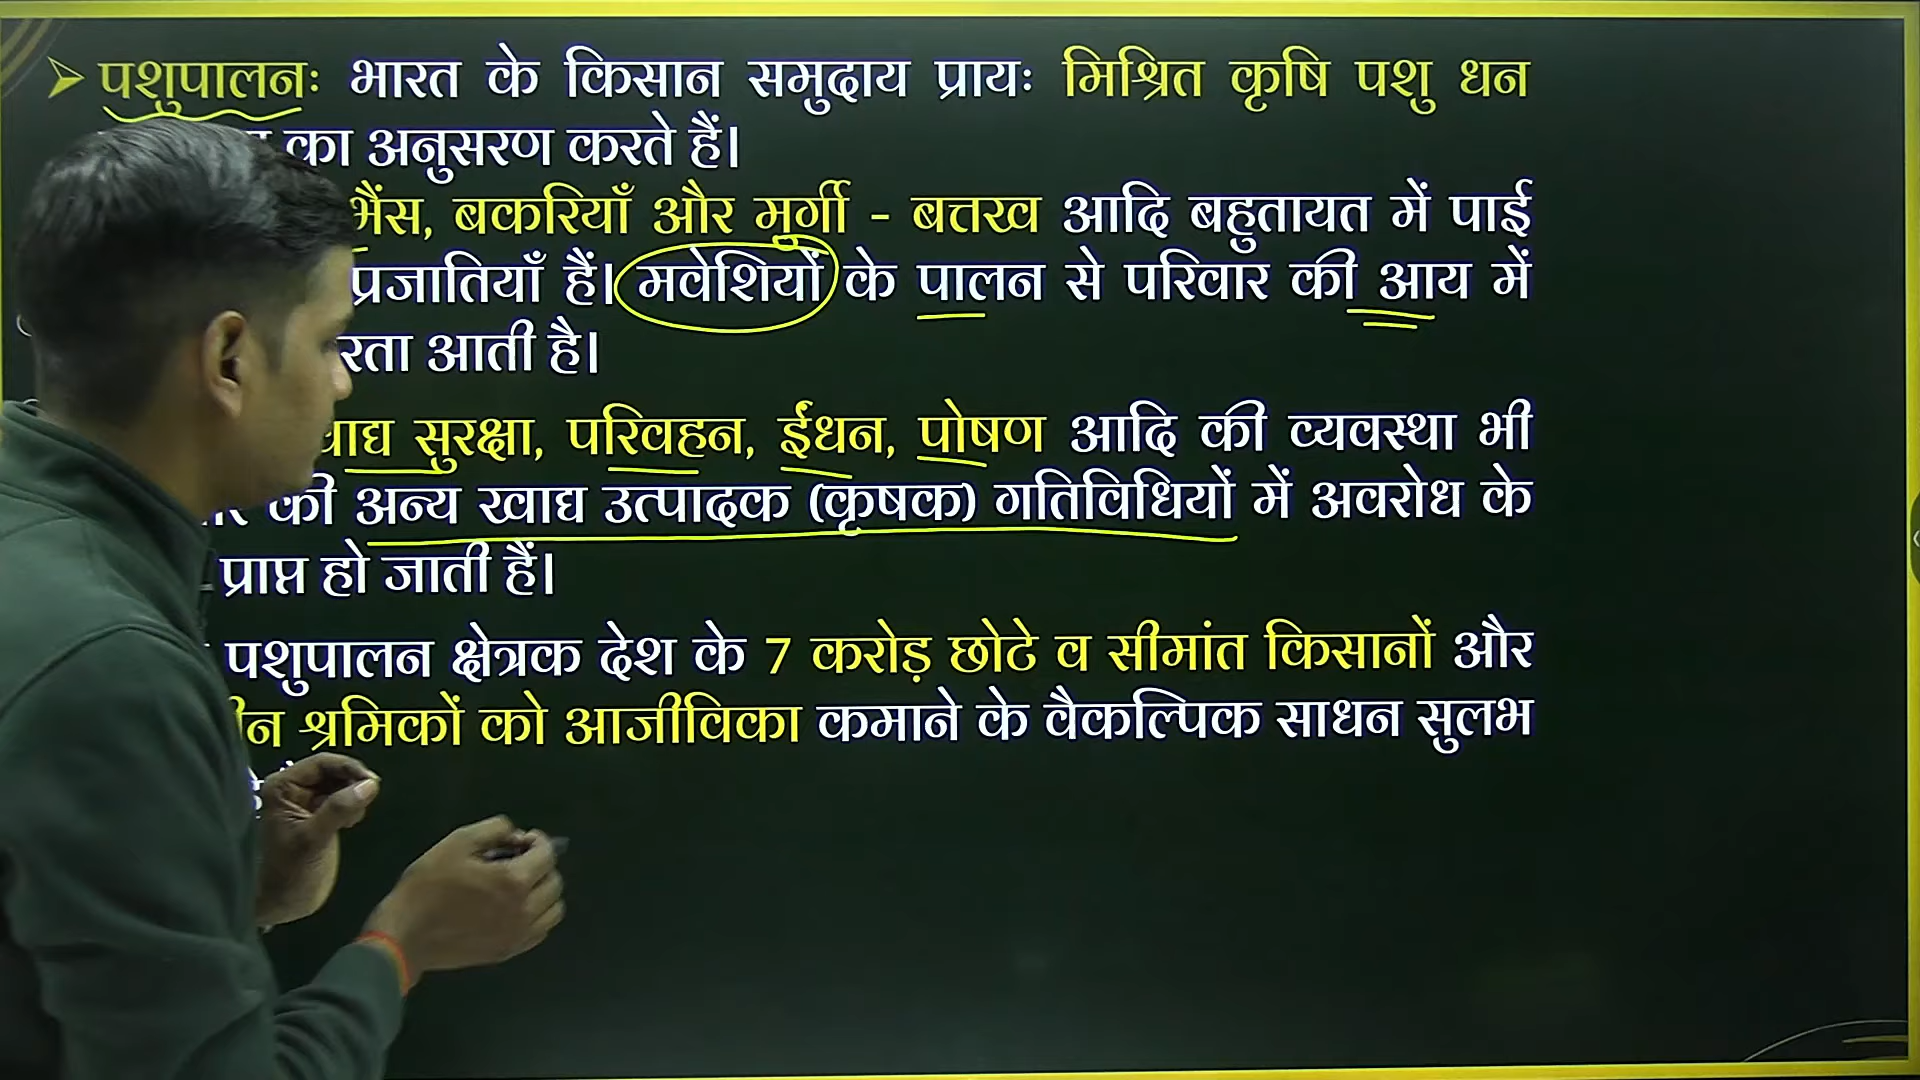 ➤ पशुपालनः भारत के किसान समुदाय प्रायः मिश्रित कृषि पशु धन
का अनुसरण करते हैं।
भैंस, बकरियाँ और मुर्गी - बत्तख आदि बहुतायत में पाई
प्रजातियाँ हैं। मवेशियों के पालन से परिवार की आय में
आती है।
सुरक्षा, परिवहन, ईंधन, पोषण आदि की व्यवस्था भी
की अन्य खाद्य उत्पादक (कृषक) गतिविधियों में अवरोध के
प्राप्त हो जाती हैं।
पशुपालन क्षेत्रक देश के 7 करोड़ छोटे व सीमांत किसानों और
श्रमिकों को आजीविका कमाने के वैकल्पिक साधन सुलभ